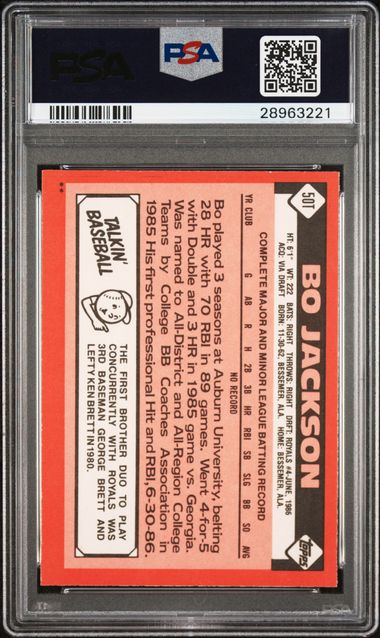 PSA
PSA
28963221
50T
BO JACKSON
Topps
HT: 6'1" WT: 222 BATS: RIGHT THROWS: RIGHT DRFT: ROYALS #4-JUNE, 1986
ACQ: VIA DRAFT BORN: 11-30-62, BESSEMER, ALA. HOME: BESSEMER, ALA.
COMPLETE MAJOR AND MINOR LEAGUE BATTING RECORD
YR CLUB G AB R H 2B 3B HR RBI SB SLG BB SO AVG
NO RECORD
Bo played 3 seasons at Auburn University, belting
28 HR with 70 RBI in 89 games. Went 4-for-5
with Double and 3 HR in 1985 game vs. Georgia.
Was named to All-District and All-Region College
Teams by College BB Coaches Association in
1985. His first professional Hit and RBI, 6-30-86.
TALKIN'
BASEBALL
THE FIRST BROTHER DUO TO PLAY
CONCURRENTLY WITH ROYALS WAS
3RD BASEMAN GEORGE BRETT AND
LEFTY KEN BRETT IN 1980.
**